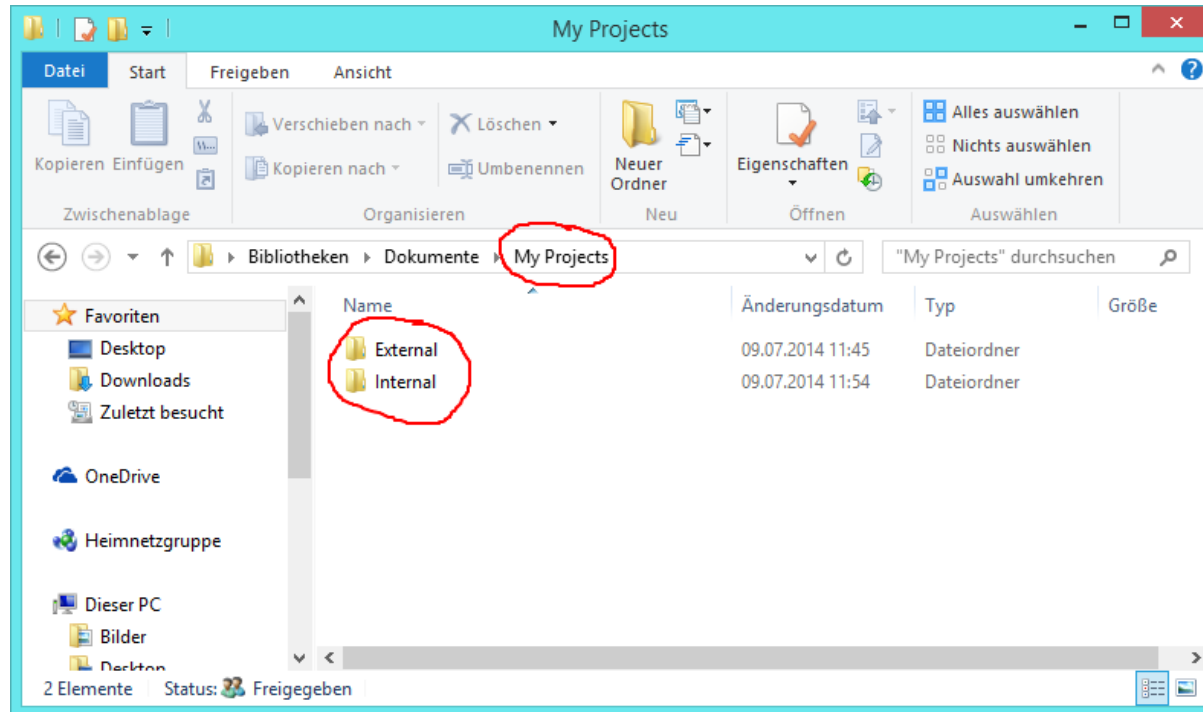 My Projects
Datei Start Freigeben Ansicht
Kopieren Einfügen
Verschieben nach
Kopieren nach
Löschen
Umbenennen
Neuer
Ordner
Eigenschaften
Alles auswählen
Nichts auswählen
Auswahl umkehren
Zwischenablage Organisieren Neu Öffnen Auswählen
Bibliotheken Dokumente My Projects "My Projects" durchsuchen
Name Änderungsdatum Typ Größe
External 09.07.2014 11:45 Dateiordner
Internal 09.07.2014 11:54 Dateiordner
Favoriten
Desktop
Downloads
Zuletzt besucht
OneDrive
Heimnetzgruppe
Dieser PC
Bilder
Desktop
2 Elemente Status: Freigegeben